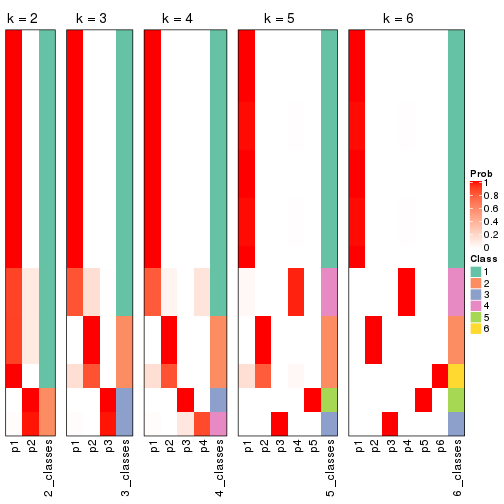 k = 2
k = 3
k = 4
k = 5
k = 6
Prob
1
0.8
0.6
0.4
0.2
0
Class
1
2
3
4
5
6
p1
p2
2_classes
p1
p2
p3
3_classes
p1
p2
p3
p4
4_classes
p1
p2
p3
p4
p5
5_classes
p1
p2
p3
p4
p5
p6
6_classes